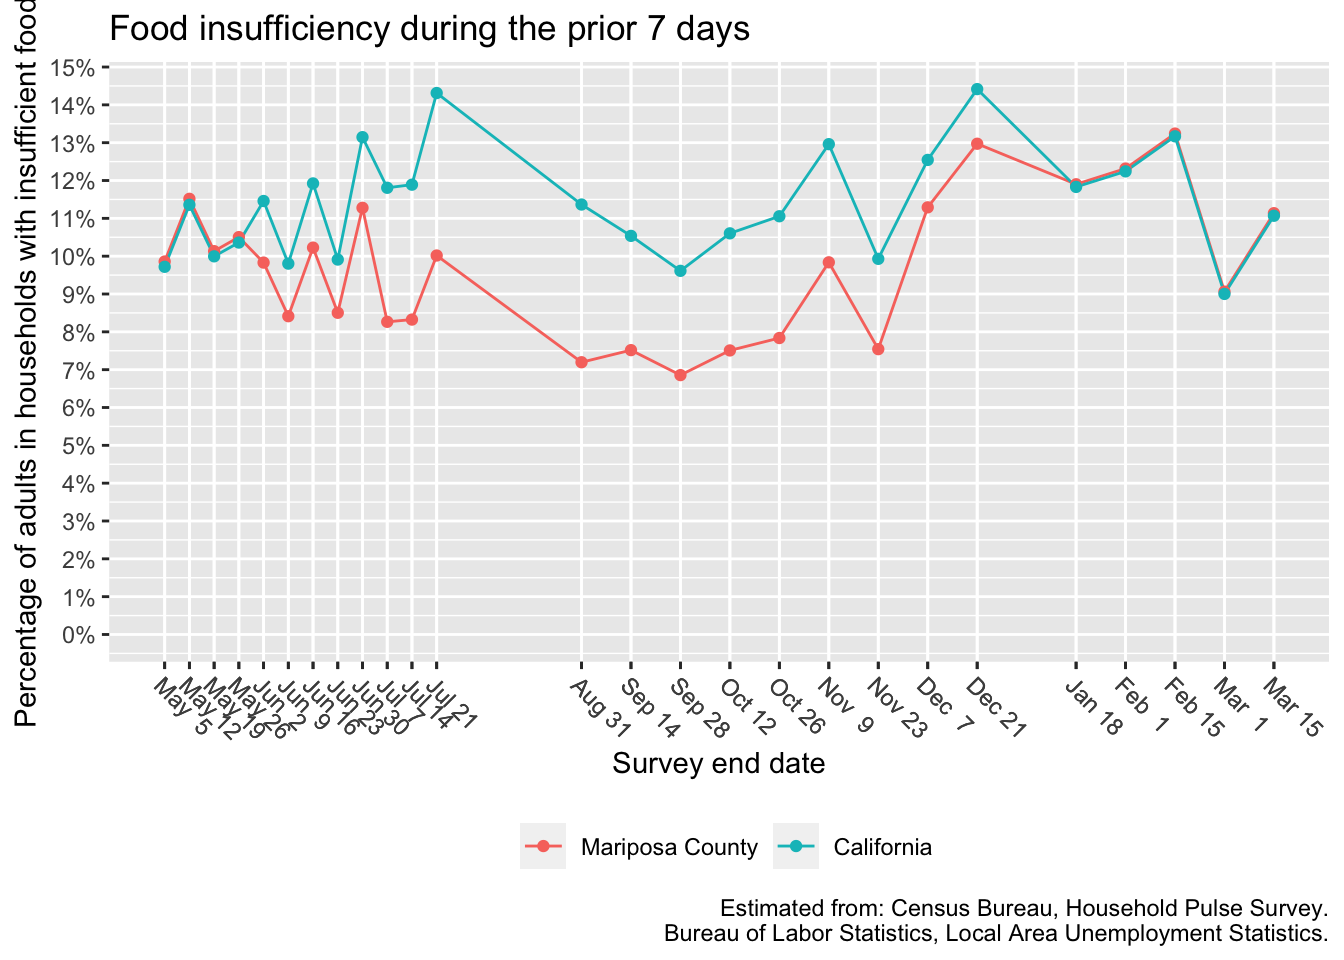 Food insufficiency during the prior 7 days
Percentage of adults in households with insufficient food
15%
14%
13%
12%
11%
10%
9%
8%
7%
6%
5%
4%
3%
2%
1%
0%
May 5
May 12
May 19
May 26
Jun 2
Jun 9
Jun 16
Jun 23
Jun 30
Jul 7
Jul 14
Jul 21
Aug 31
Sep 14
Sep 28
Oct 12
Oct 26
Nov 9
Nov 23
Dec 7
Dec 21
Jan 18
Feb 1
Feb 15
Mar 1
Mar 15
Survey end date
Mariposa County
California
Estimated from: Census Bureau, Household Pulse Survey.
Bureau of Labor Statistics, Local Area Unemployment Statistics.